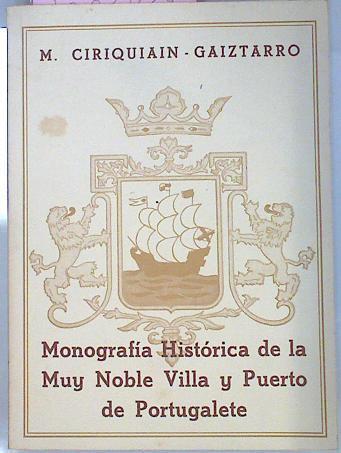 M. CIRIQUIAIN - GAIZTARRO
Monografía Histórica de la
Muy Noble Villa y Puerto
de Portugalete